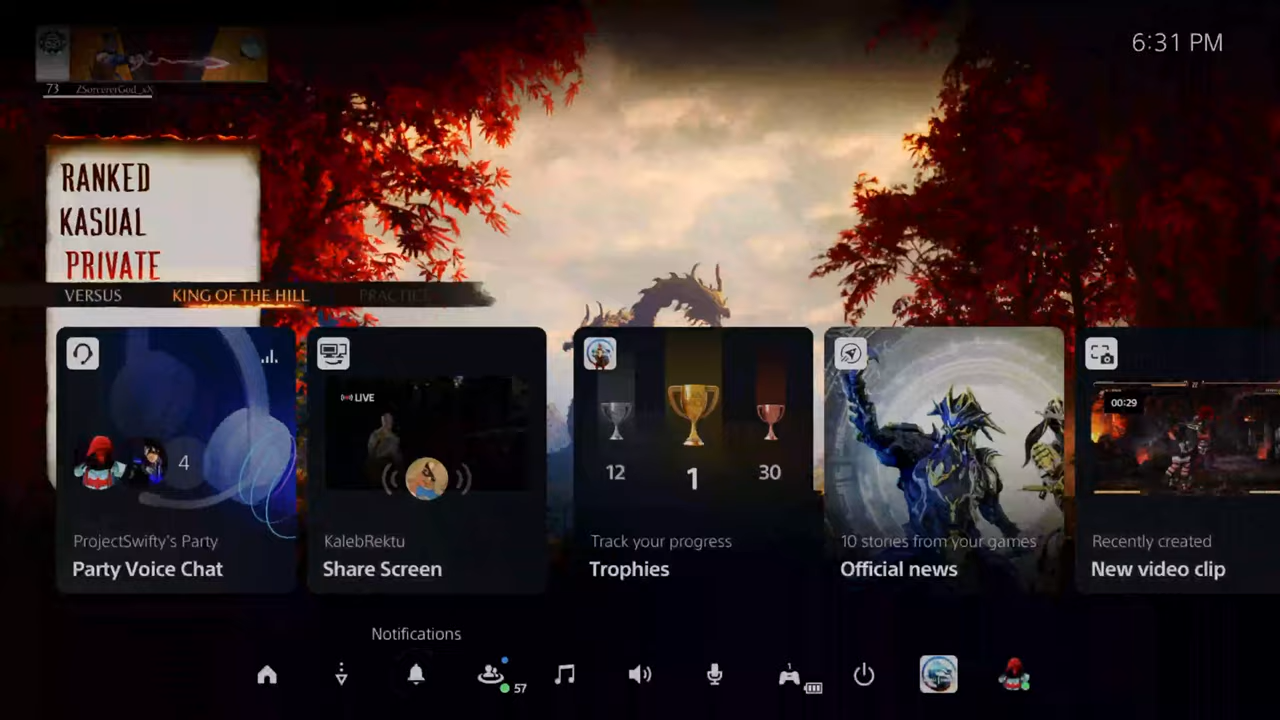 6:31 PM
73 ZSorcererGod_xX
RANKED
KASUAL
PRIVATE
VERSUS KING OF THE HILL PRACTICE
LIVE
00:29
4
12 1 30
ProjectSwifty's Party
Party Voice Chat
KalebRektu
Share Screen
Track your progress
Trophies
10 stories from your games
Official news
Recently created
New video clip
Notifications
57
1